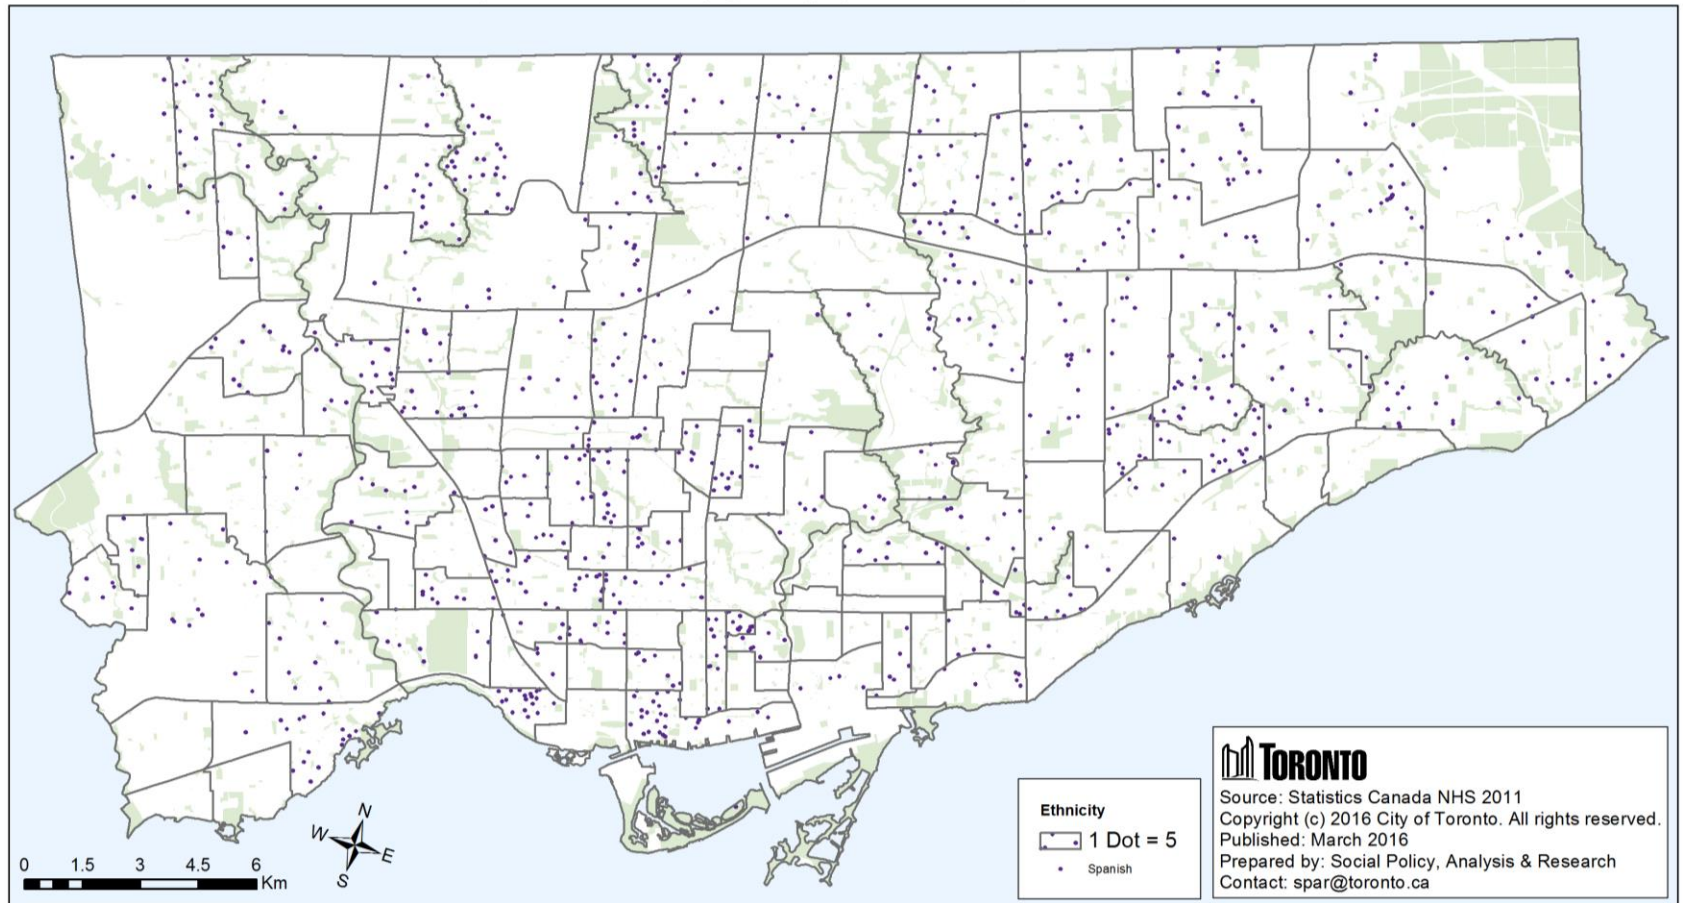 N
W
E
S
0 1.5 3 4.5 6
Km
Ethnicity
1 Dot = 5
Spanish
TORONTO
Source: Statistics Canada NHS 2011
Copyright (c) 2016 City of Toronto. All rights reserved.
Published: March 2016
Prepared by: Social Policy, Analysis & Research
Contact: spar@toronto.ca